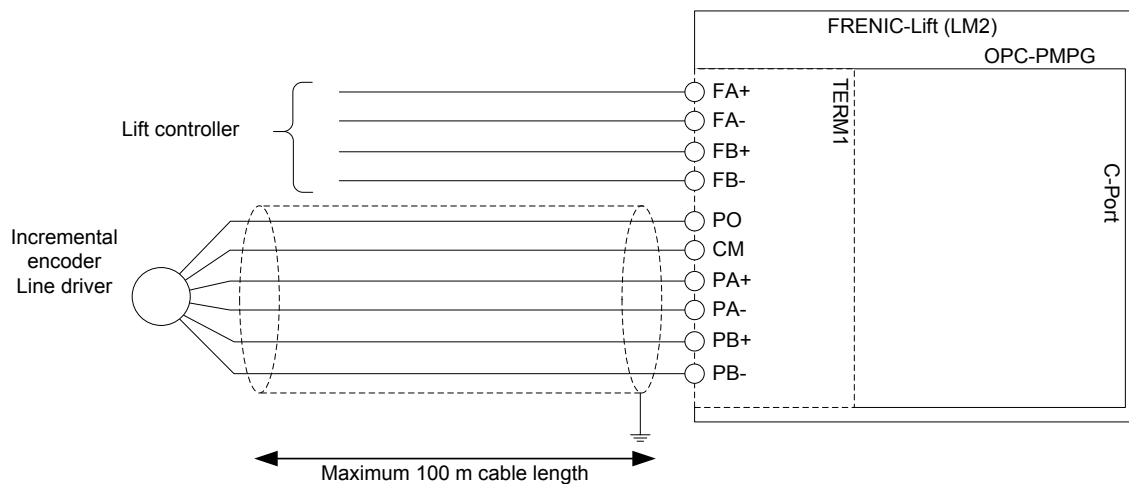 FRENIC-Lift (LM2)
OPC-PMPG
TERM1
C-Port
Lift controller
FA+
FA-
FB+
FB-
Incremental
encoder
Line driver
PO
CM
PA+
PA-
PB+
PB-
Maximum 100 m cable length